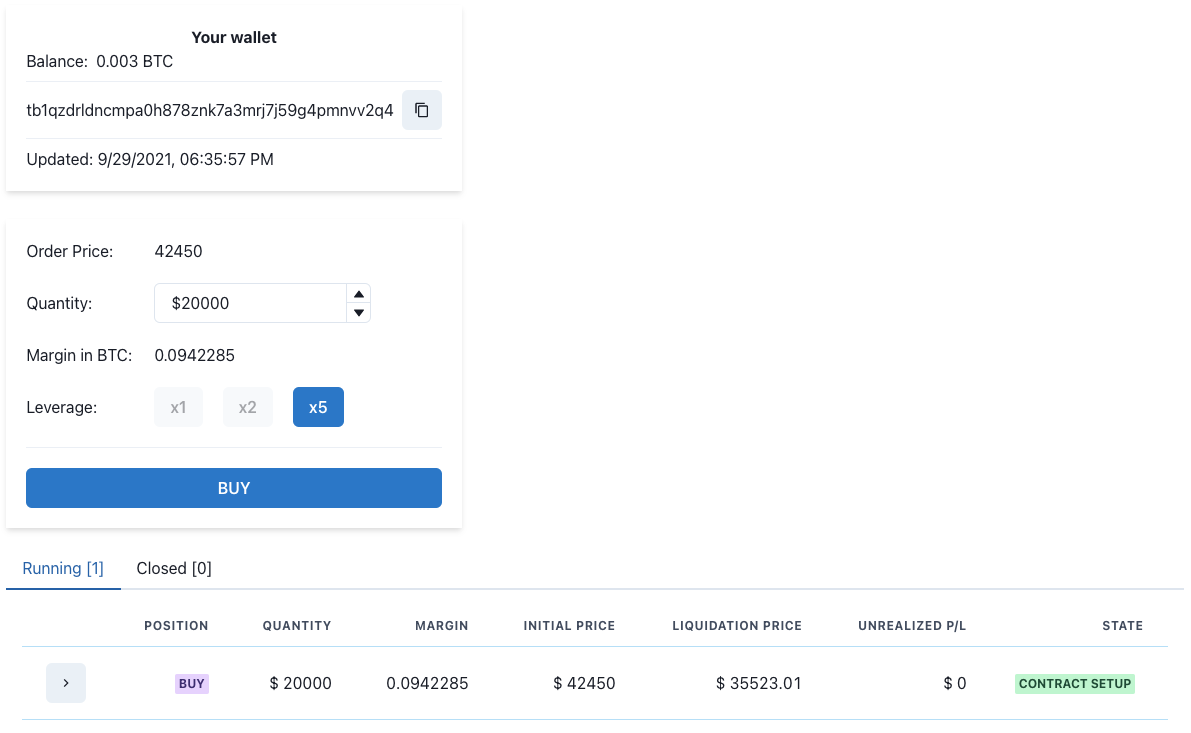 Your wallet
Balance: 0.003 BTC
tb1qzdrldncmpa0h878znk7a3mrj7j59g4pmnvv2q4
Updated: 9/29/2021, 06:35:57 PM
Order Price: 42450
Quantity: $20000
Margin in BTC: 0.0942285
Leverage: x1 x2 x5
BUY
Running [1] Closed [0]
POSITION QUANTITY MARGIN INITIAL PRICE LIQUIDATION PRICE UNREALIZED P/L STATE
BUY $ 20000 0.0942285 $ 42450 $ 35523.01 $ 0 CONTRACT SETUP